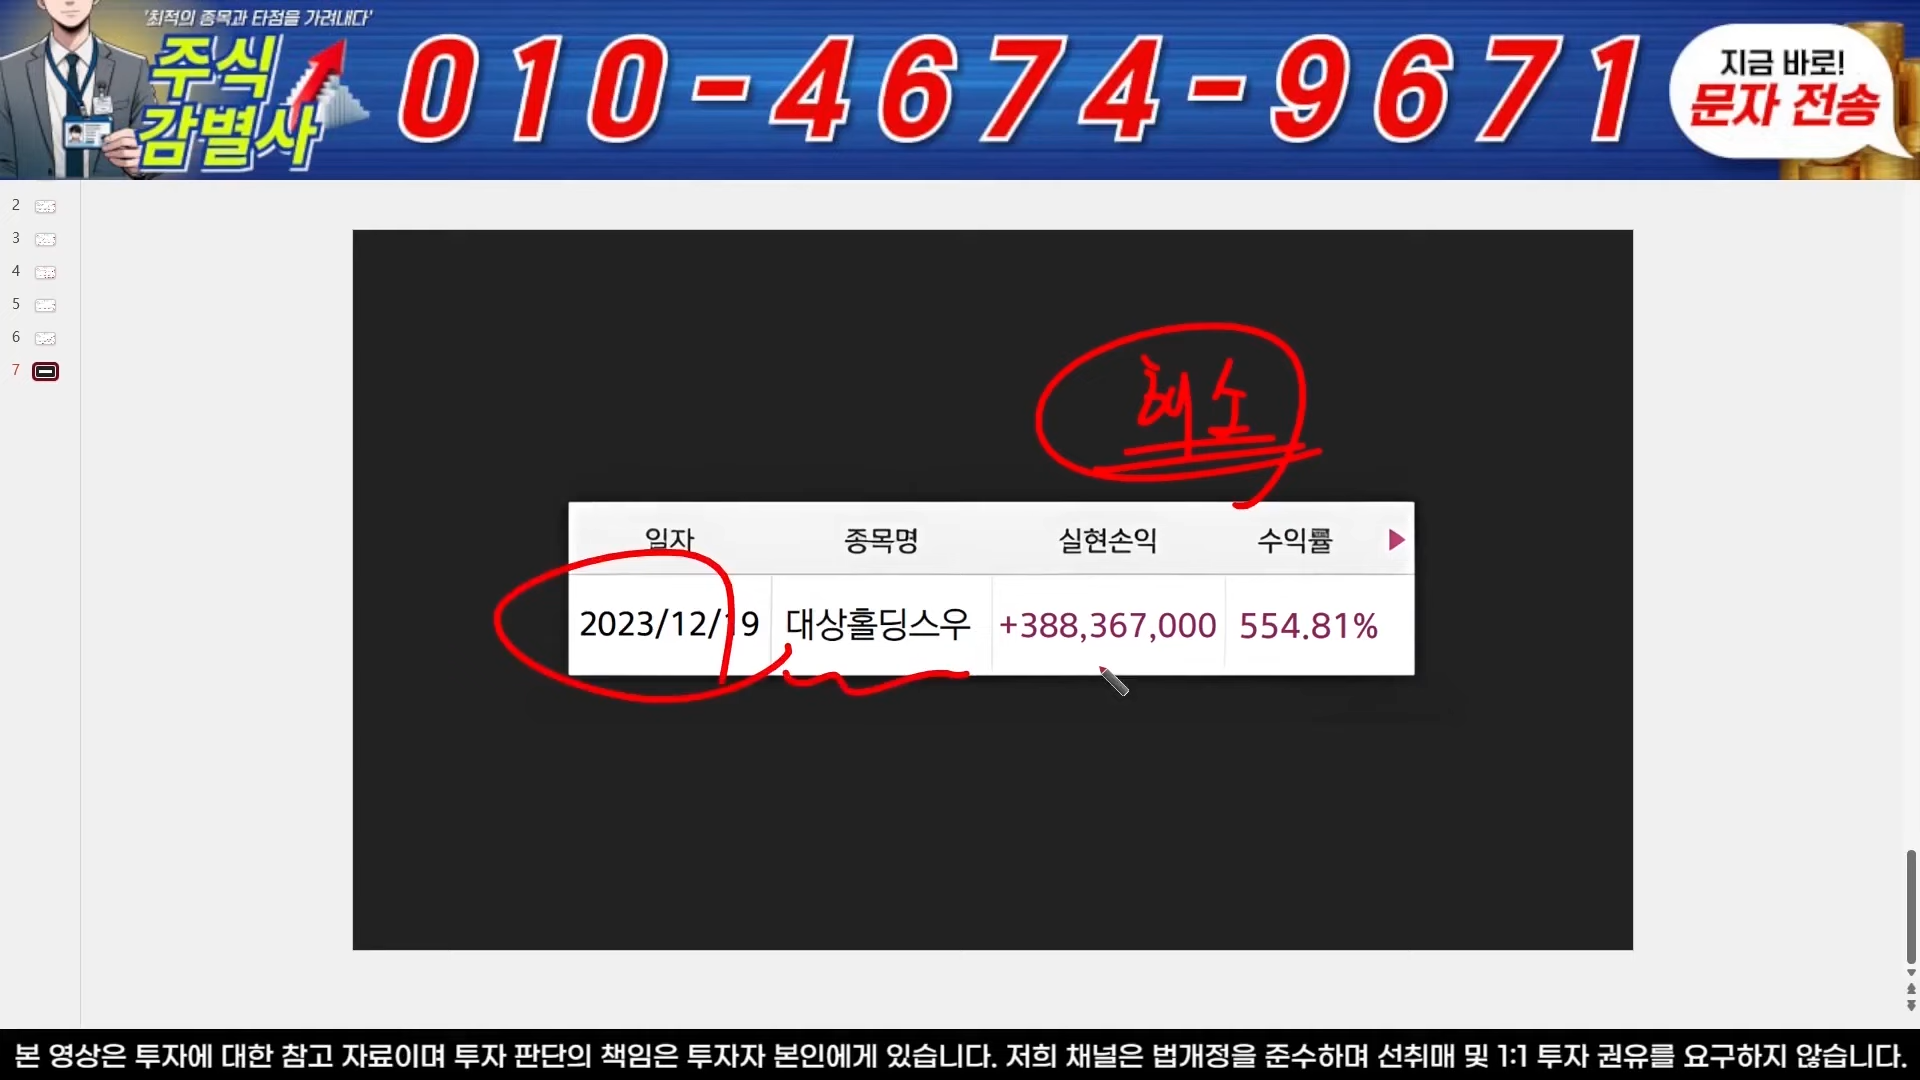 '최적의 종목과 타점을 가려내다'
주식
감별사
010-4674-9671
지금 바로!
문자 전송
2
3
4
5
6
7
해소
일자 종목명 실현손익 수익률
2023/12/19 대상홀딩스우 +388,367,000 554.81%
본 영상은 투자에 대한 참고 자료이며 투자 판단의 책임은 투자자 본인에게 있습니다. 저희 채널은 법개정을 준수하며 선취매 및 1:1 투자 권유를 요구하지 않습니다.